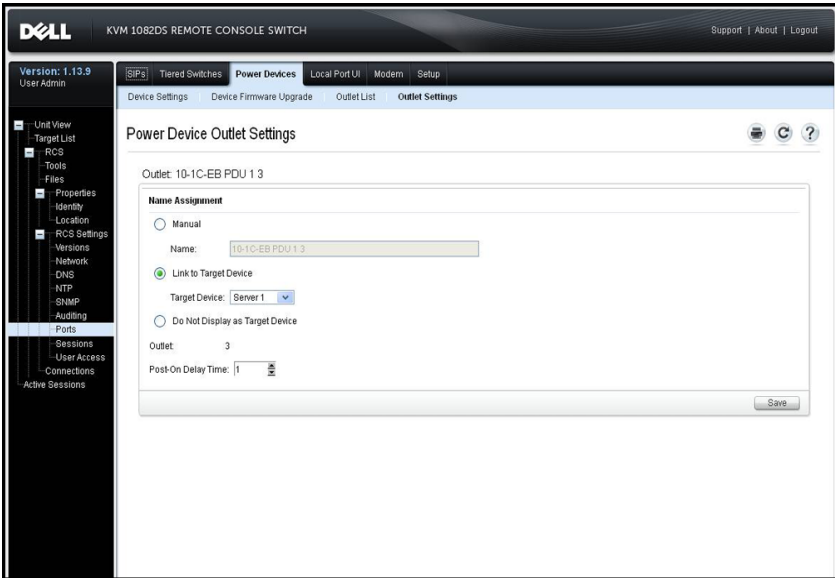 DELL
KVM 1082DS REMOTE CONSOLE SWITCH
Support | About | Logout
Version: 1.13.9
User Admin
SIPs Tiered Switches Power Devices Local Port UI Modem Setup
Device Settings Device Firmware Upgrade Outlet List Outlet Settings
Unit View
Target List
RCS
Tools
Files
Properties
Identity
Location
RCS Settings
Versions
Network
DNS
NTP
SNMP
Auditing
Ports
Sessions
User Access
Connections
Active Sessions
Power Device Outlet Settings
?
Outlet: 10-1C-EB PDU 1 3
Name Assignment
Manual
Name: 10-1C-EB PDU 1 3
Link to Target Device
Target Device: Server 1
Do Not Display as Target Device
Outlet: 3
Post-On Delay Time: 1
Save